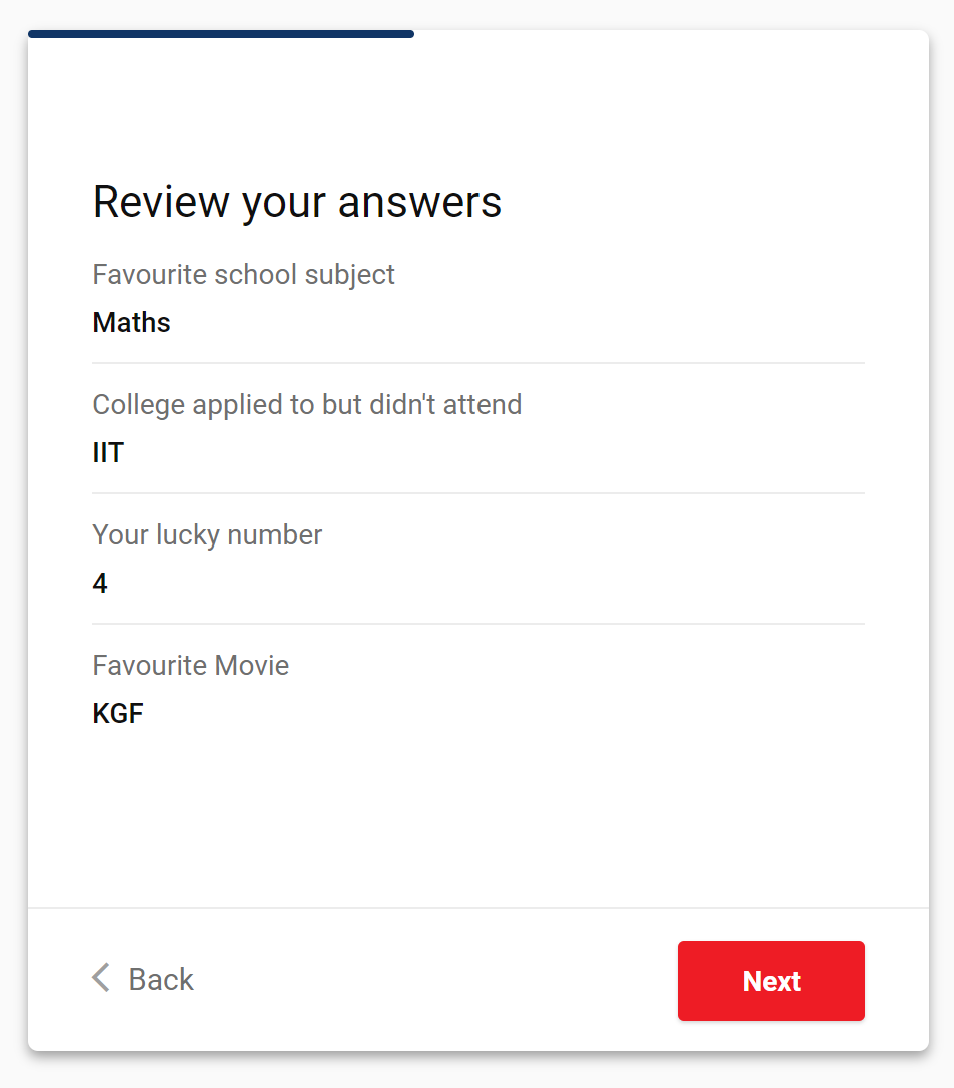 Review your answers
Favourite school subject
Maths
College applied to but didn't attend
IIT
Your lucky number
4
Favourite Movie
KGF
Back
Next